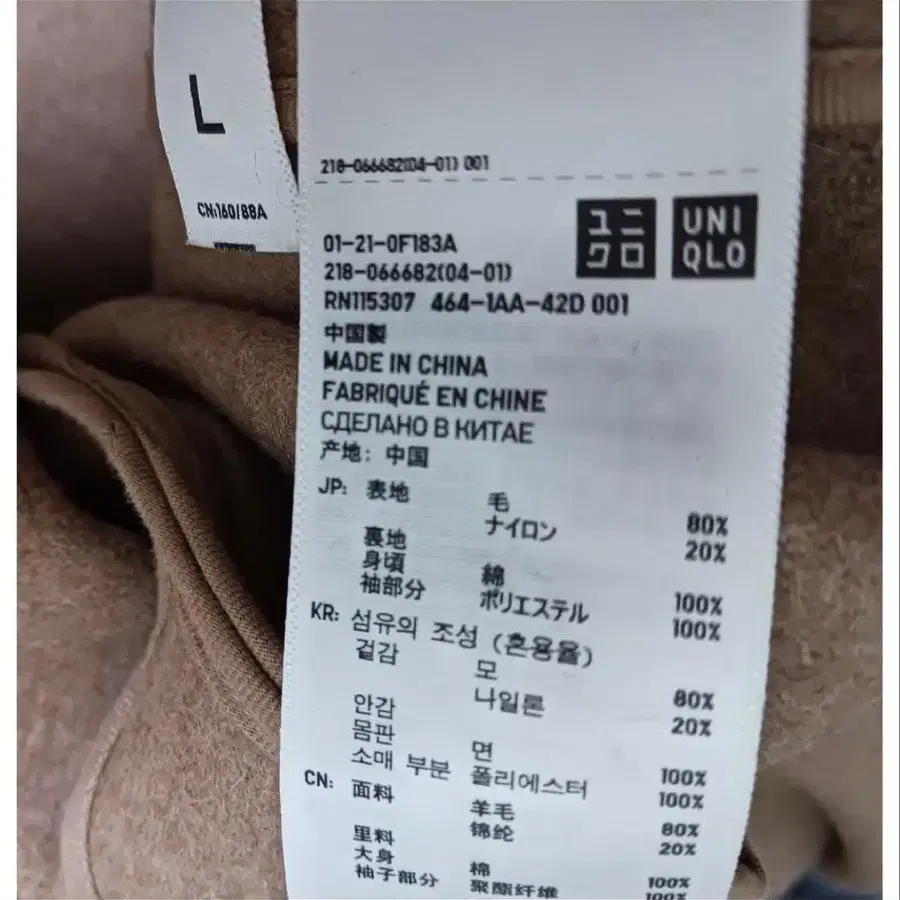 L
CN:160/88A
218-066682(04-01) 001
ユニ
クロ
UNI
QLO
01-21-0F183A
218-066682(04-01)
RN115307 464-1AA-42D 001
中国製
MADE IN CHINA
FABRIQUÉ EN CHINE
СДЕЛАНО В КИТАЕ
产地：中国
JP: 表地
毛 80%
ナイロン 20%
裏地
身頃 綿 100%
袖部分 ポリエステル 100%
KR: 섬유의 조성 (혼용율)
겉감 모 80%
나일론 20%
안감
몸판 면 100%
소매 부분 폴리에스터 100%
CN: 面料 羊毛 80%
锦纶 20%
里料
大身 棉 100%
袖子部分 聚酯纤维 100%